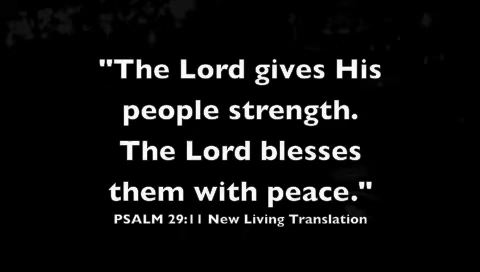 "The Lord gives His
people strength.
The Lord blesses
them with peace."
PSALM 29:11 New Living Translation